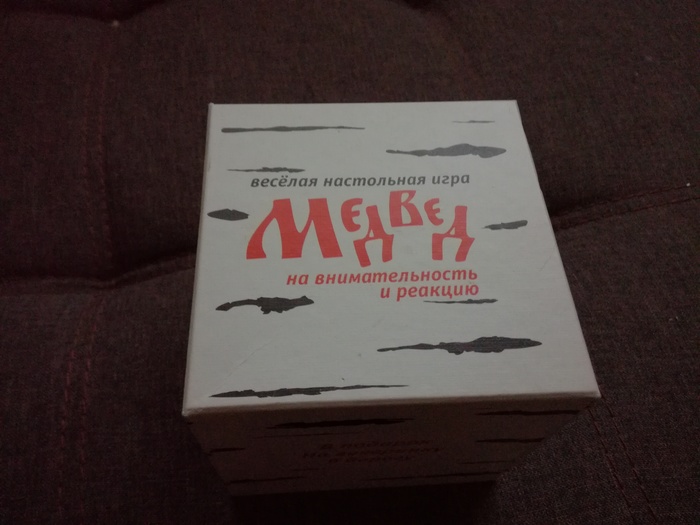 весёлая настольная игра
МЕДВЕД
на внимательность
и реакцию